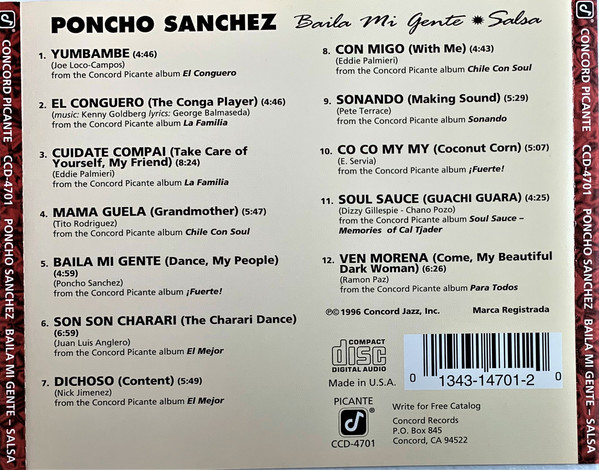 PONCHO SANCHEZ Baila Mi Gente Salsa
1. YUMBAMBE (4:46)
(Joe Loco-Campos)
from the Concord Picante album El Conguero
2. EL CONGUERO (The Conga Player) (4:46)
(music: Kenny Goldberg lyrics: George Balmaseda)
from the Concord Picante album La Familia
3. CUIDATE COMPAI (Take Care of
Yourself, My Friend) (8:24)
(Eddie Palmieri)
from the Concord Picante album La Familia
4. MAMA GUELA (Grandmother) (5:47)
(Tito Rodriguez)
from the Concord Picante album Chile Con Soul
5. BAILA MI GENTE (Dance, My People)
(4:59)
(Poncho Sanchez)
from the Concord Picante album ¡Fuerte!
6. SON SON CHARARI (The Charari Dance)
(6:59)
(Juan Luis Anglero)
from the Concord Picante album El Mejor
7. DICHOSO (Content) (5:49)
(Nick Jimenez)
from the Concord Picante album El Mejor
8. CON MIGO (With Me) (4:43)
(Eddie Palmieri)
from the Concord Picante album Chile Con Soul
9. SONANDO (Making Sound) (5:29)
(Pete Terrace)
from the Concord Picante album Sonando
10. CO CO MY MY (Coconut Corn) (5:07)
(E. Servia)
from the Concord Picante album ¡Fuerte!
11. SOUL SAUCE (GUACHI GUARA) (4:25)
(Dizzy Gillespie - Chano Pozo)
from the Concord Picante album Soul Sauce –
Memories of Cal Tjader
12. VEN MORENA (Come, My Beautiful
Dark Woman) (6:26)
(Ramon Paz)
from the Concord Picante album Para Todos
℗©1996 Concord Jazz, Inc. Marca Registrada
COMPACT
disc
DIGITAL AUDIO
Made in U.S.A.
0 1343-14701-2 0
PICANTE
CCD-4701
Write for Free Catalog
Concord Records
P.O. Box 845
Concord, CA 94522
CONCORD PICANTE CCD-4701 PONCHO SANCHEZ BAILA MI GENTE – SALSA
CONCORD PICANTE CCD-4701 PONCHO SANCHEZ BAILA MI GENTE – SALSA